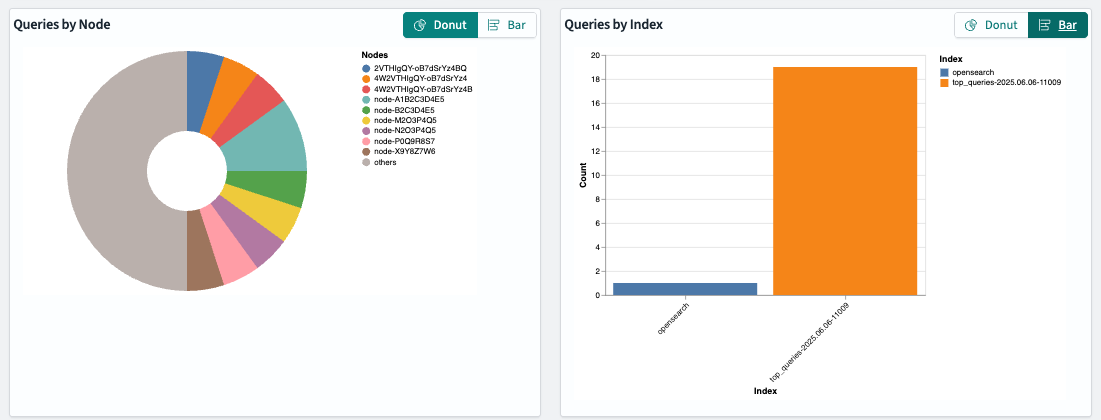 Queries by Node
Donut
Bar
Nodes
2VTHIgQY-oB7dSrYz4BQ
4W2VTHIgQY-oB7dSrYz4
4W2VTHIgQY-oB7dSrYz4B
node-A1B2C3D4E5
node-B2C3D4E5
node-M2O3P4Q5
node-N2O3P4Q5
node-P0Q9R8S7
node-X9Y8Z7W6
others
Queries by Index
Donut
Bar
20
18
16
14
12
10
8
6
4
2
0
Count
opensearch
top_queries-2025.06.06-11009
Index
Index
opensearch
top_queries-2025.06.06-11009